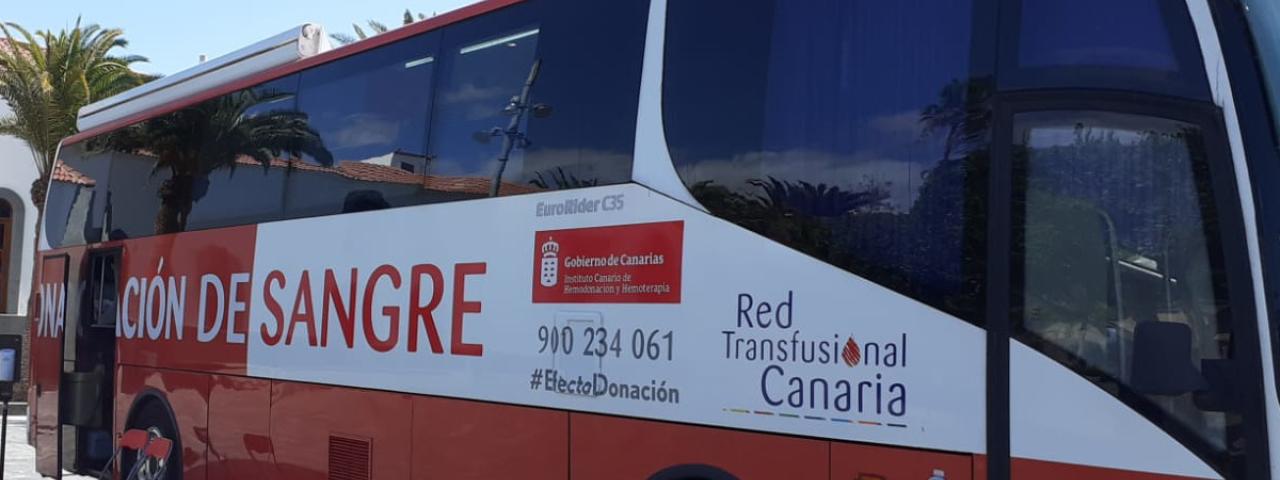 EuroRider C35
DONACIÓN DE SANGRE
Gobierno de Canarias
Instituto Canario de
Hemodonación y Hemoterapia
900 234 061
#EfectoDonación
Red
Transfusional
Canaria